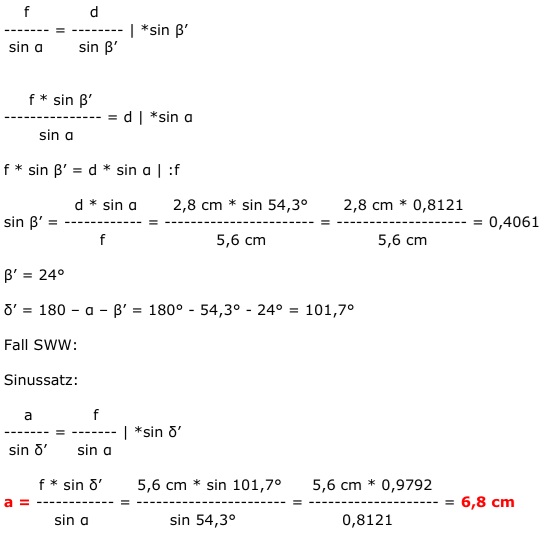 f d
------- = -------- | *sin β’
sin α sin β’
f * sin β’
--------------- = d | *sin α
sin α
f * sin β’ = d * sin α | :f
d * sin α 2,8 cm * sin 54,3° 2,8 cm * 0,8121
sin β’ = ------------ = ----------------------- = -------------------- = 0,4061
f 5,6 cm 5,6 cm
β’ = 24°
δ’ = 180 – α – β’ = 180° - 54,3° - 24° = 101,7°
Fall SWW:
Sinussatz:
a f
------- = ------- | *sin δ’
sin δ’ sin α
f * sin δ’ 5,6 cm * sin 101,7° 5,6 cm * 0,9792
a = ------------ = ----------------------- = -------------------- = 6,8 cm
sin α sin 54,3° 0,8121